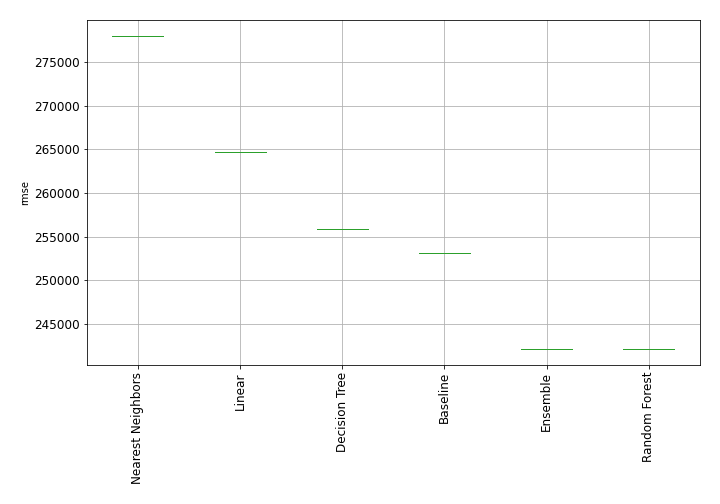 275000
270000
265000
260000
255000
250000
245000
rmse
Nearest Neighbors
Linear
Decision Tree
Baseline
Ensemble
Random Forest